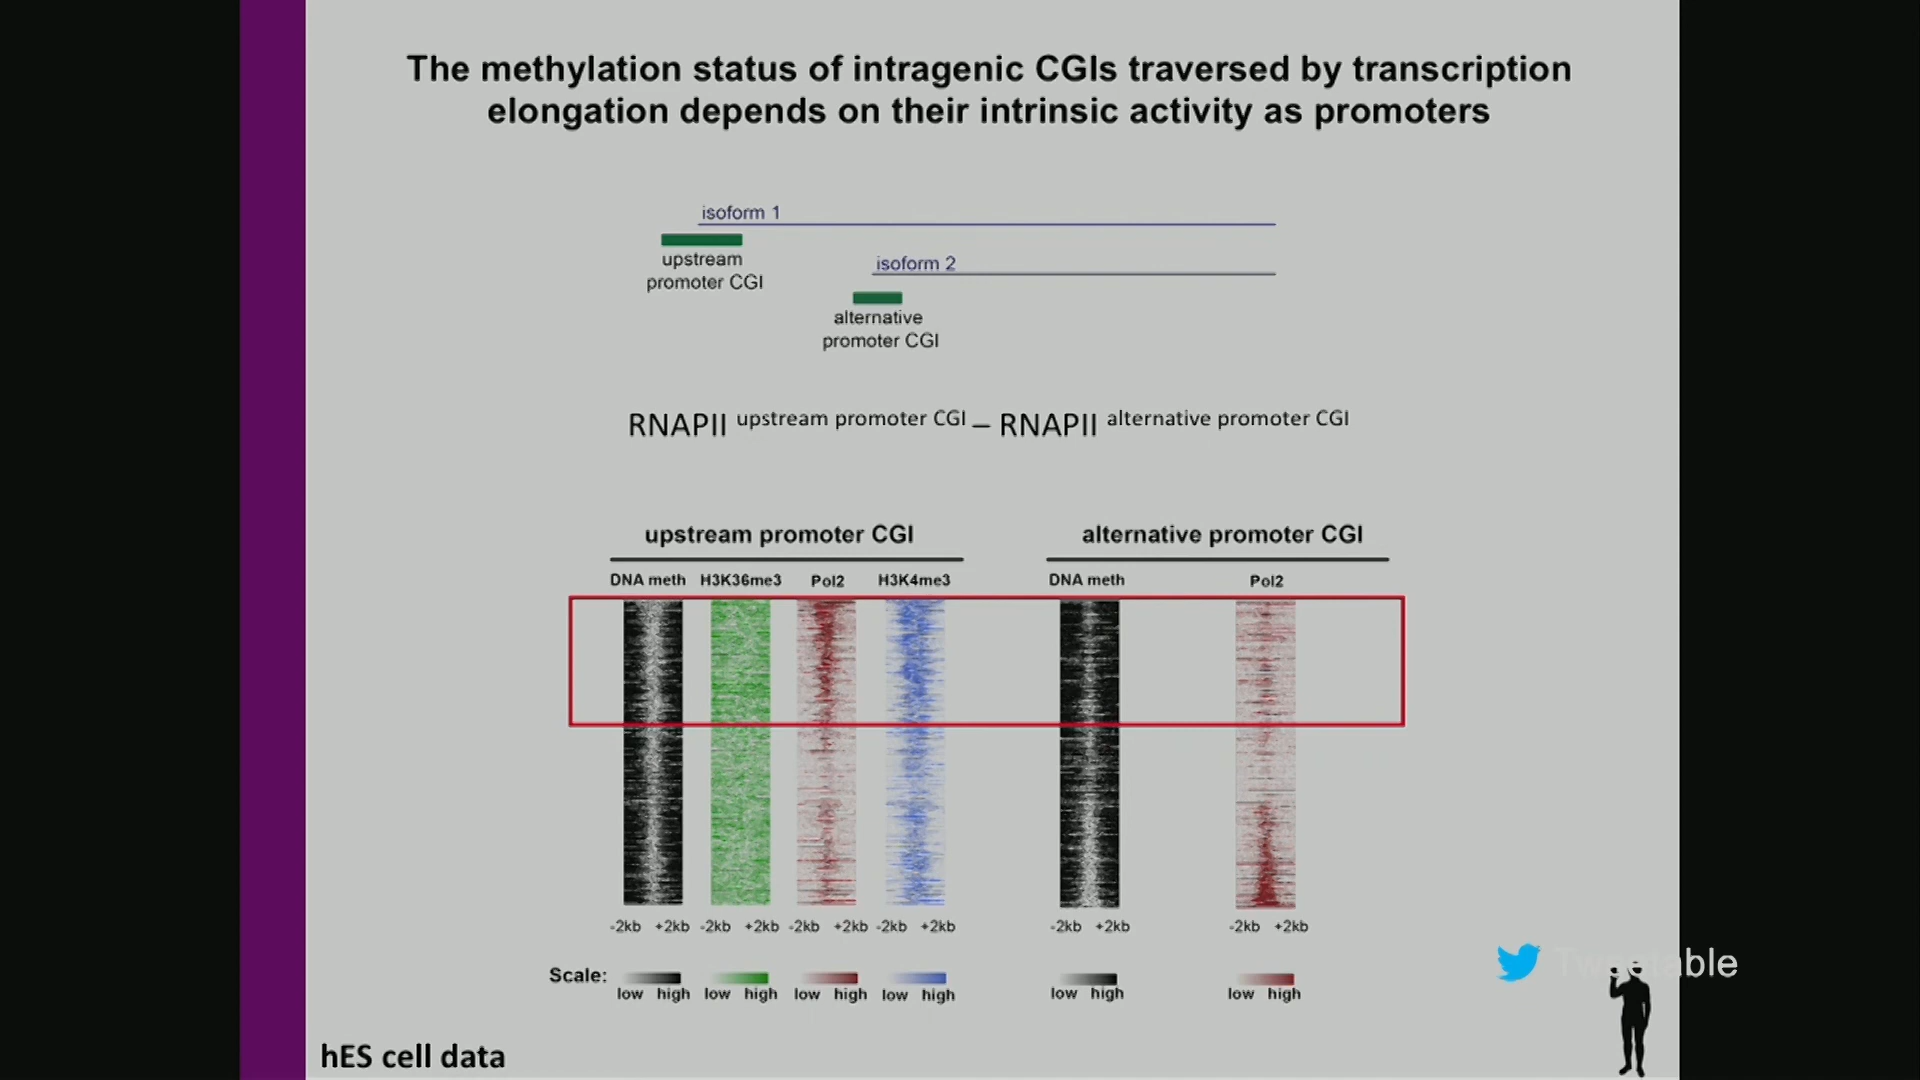 The methylation status of intragenic CGIs traversed by transcription
elongation depends on their intrinsic activity as promoters
isoform 1
upstream
promoter CGI
isoform 2
alternative
promoter CGI
RNAPII upstream promoter CGI – RNAPII alternative promoter CGI
upstream promoter CGI alternative promoter CGI
DNA meth H3K36me3 Pol2 H3K4me3 DNA meth Pol2
-2kb +2kb -2kb +2kb -2kb +2kb -2kb +2kb -2kb +2kb -2kb +2kb
Scale:
low high low high low high low high low high low high
Tweetable
hES cell data